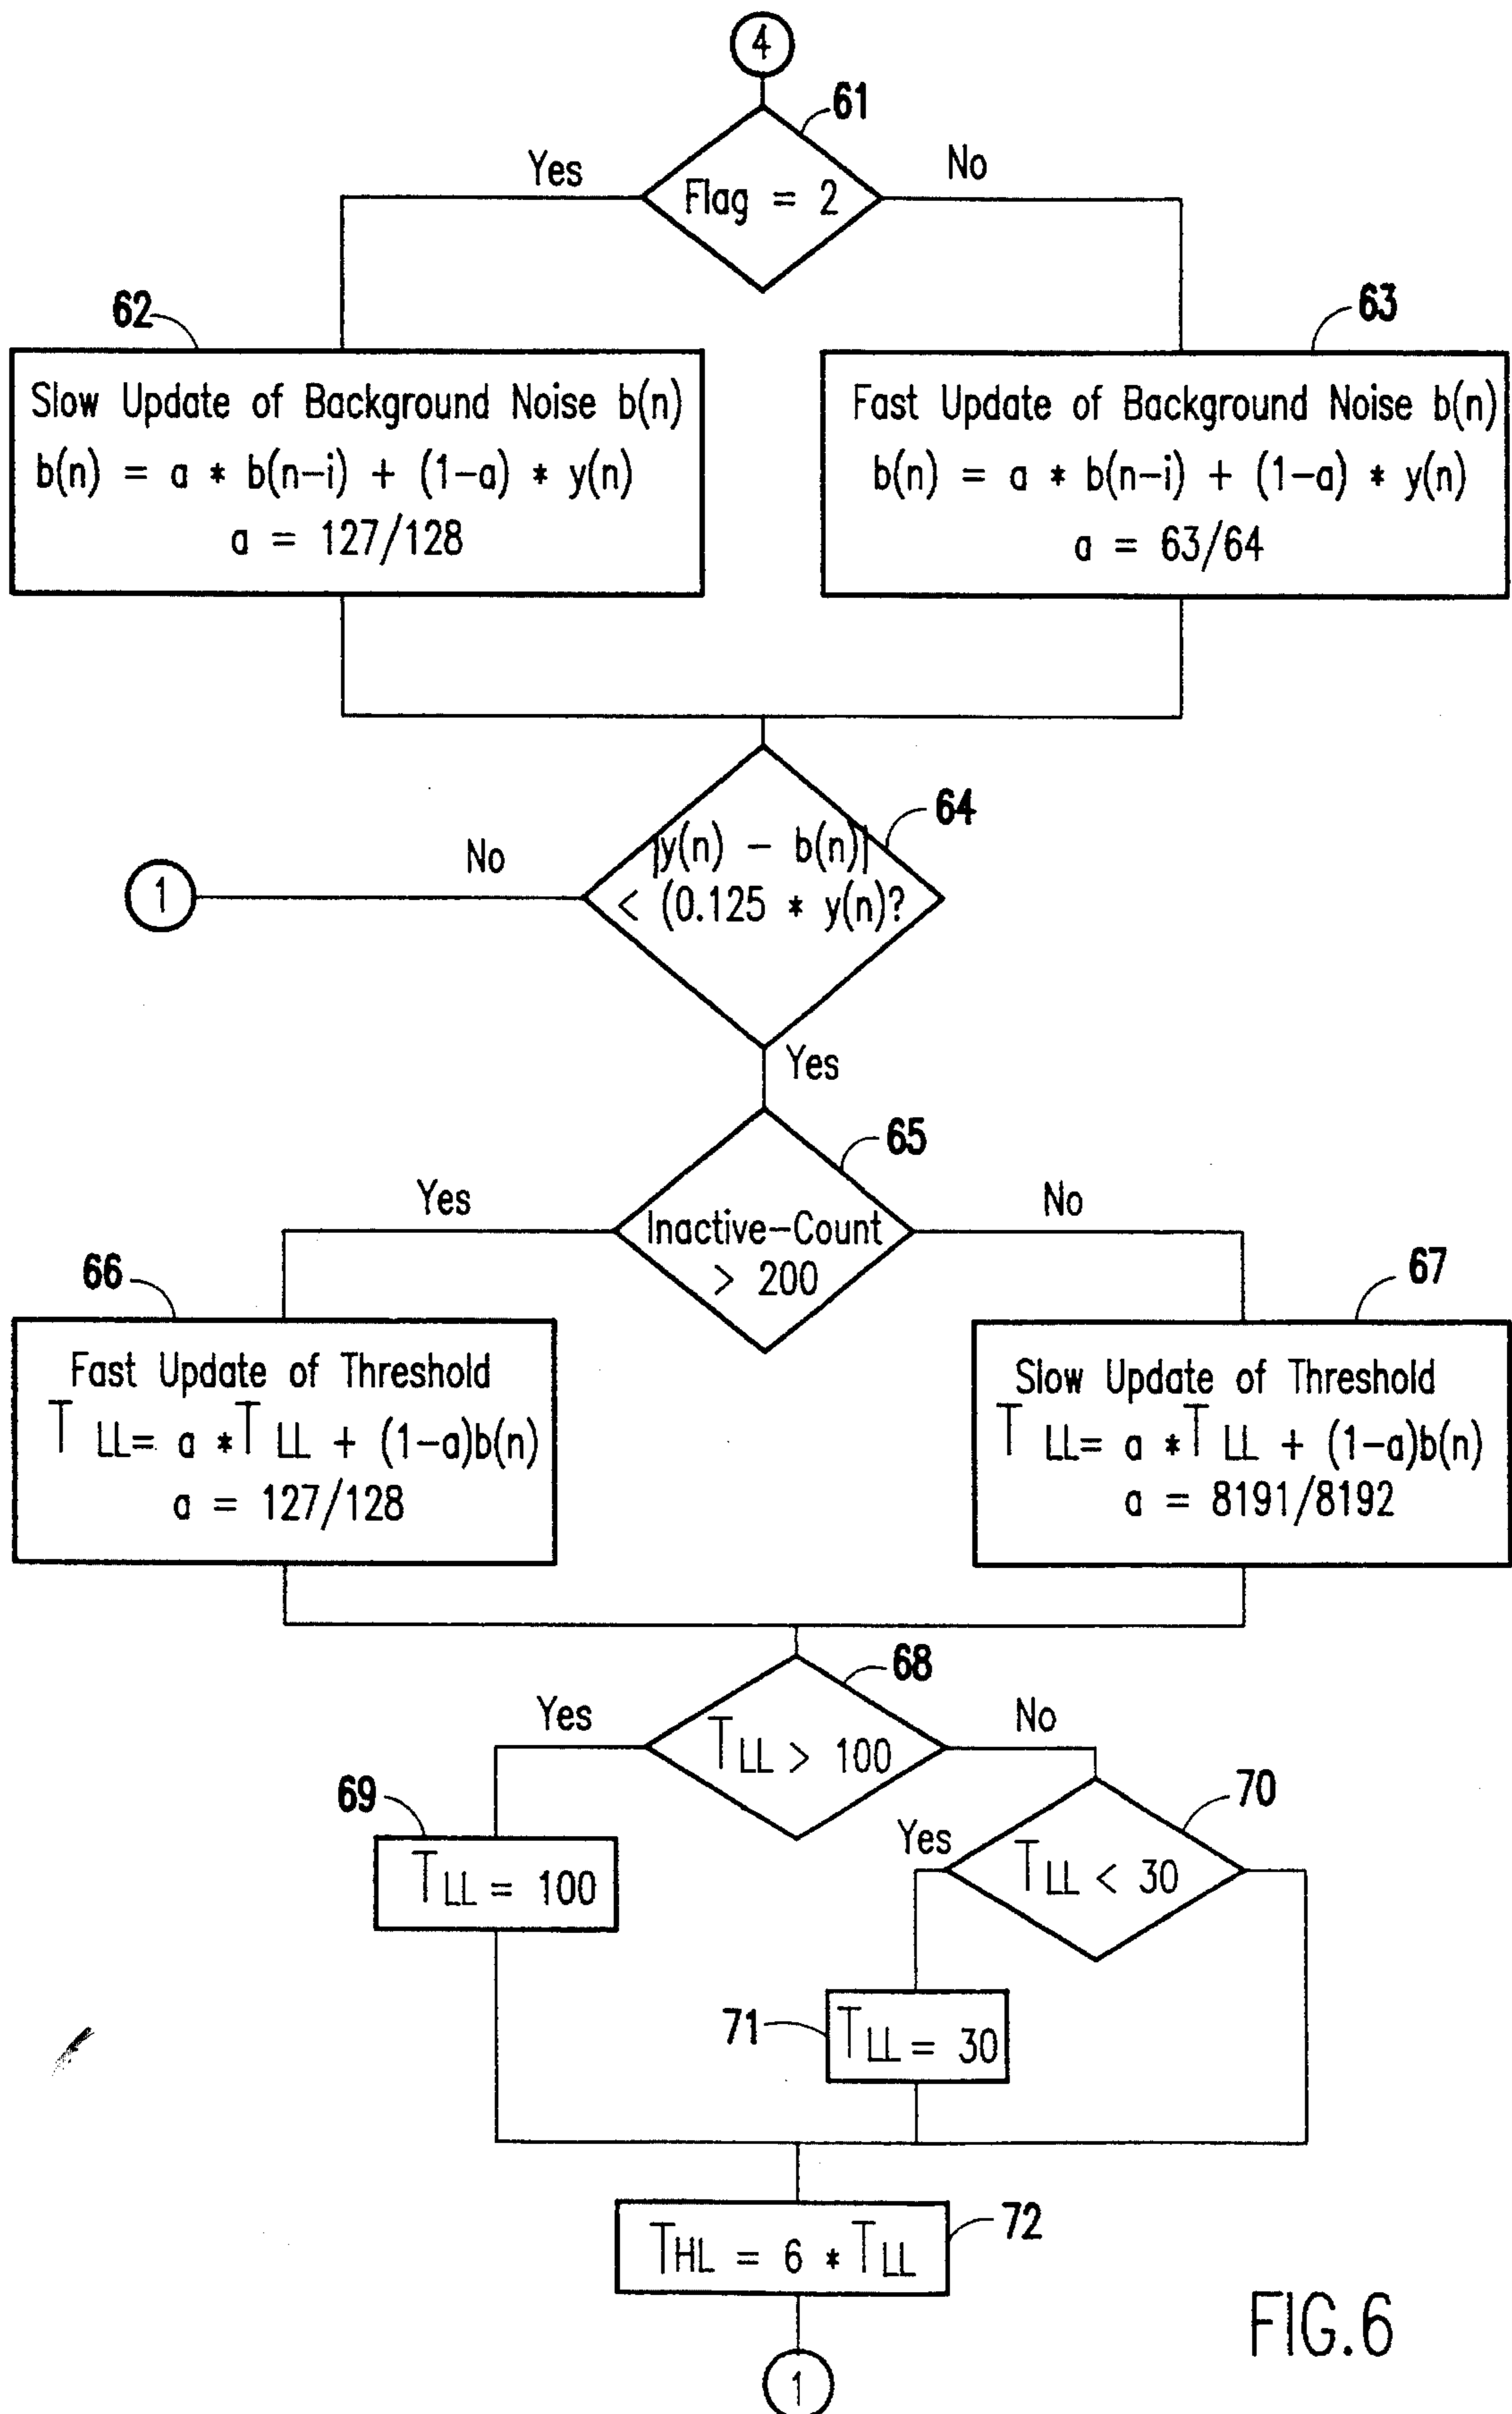 4
61
Yes
No
Flag = 2
62
63
Slow Update of Background Noise b(n)
b(n) = a * b(n-i) + (1-a) * y(n)
a = 127/128
Fast Update of Background Noise b(n)
b(n) = a * b(n-i) + (1-a) * y(n)
a = 63/64
64
|y(n) - b(n)|
< (0.125 * y(n)?
No
1
Yes
65
Yes
No
Inactive-Count
> 200
66
67
Fast Update of Threshold
T LL= a *T LL + (1-a)b(n)
a = 127/128
Slow Update of Threshold
T LL= a *T LL + (1-a)b(n)
a = 8191/8192
68
Yes
No
TLL > 100
69
70
Yes
TLL = 100
TLL < 30
71
TLL = 30
72
THL = 6 * TLL
1
FIG.6